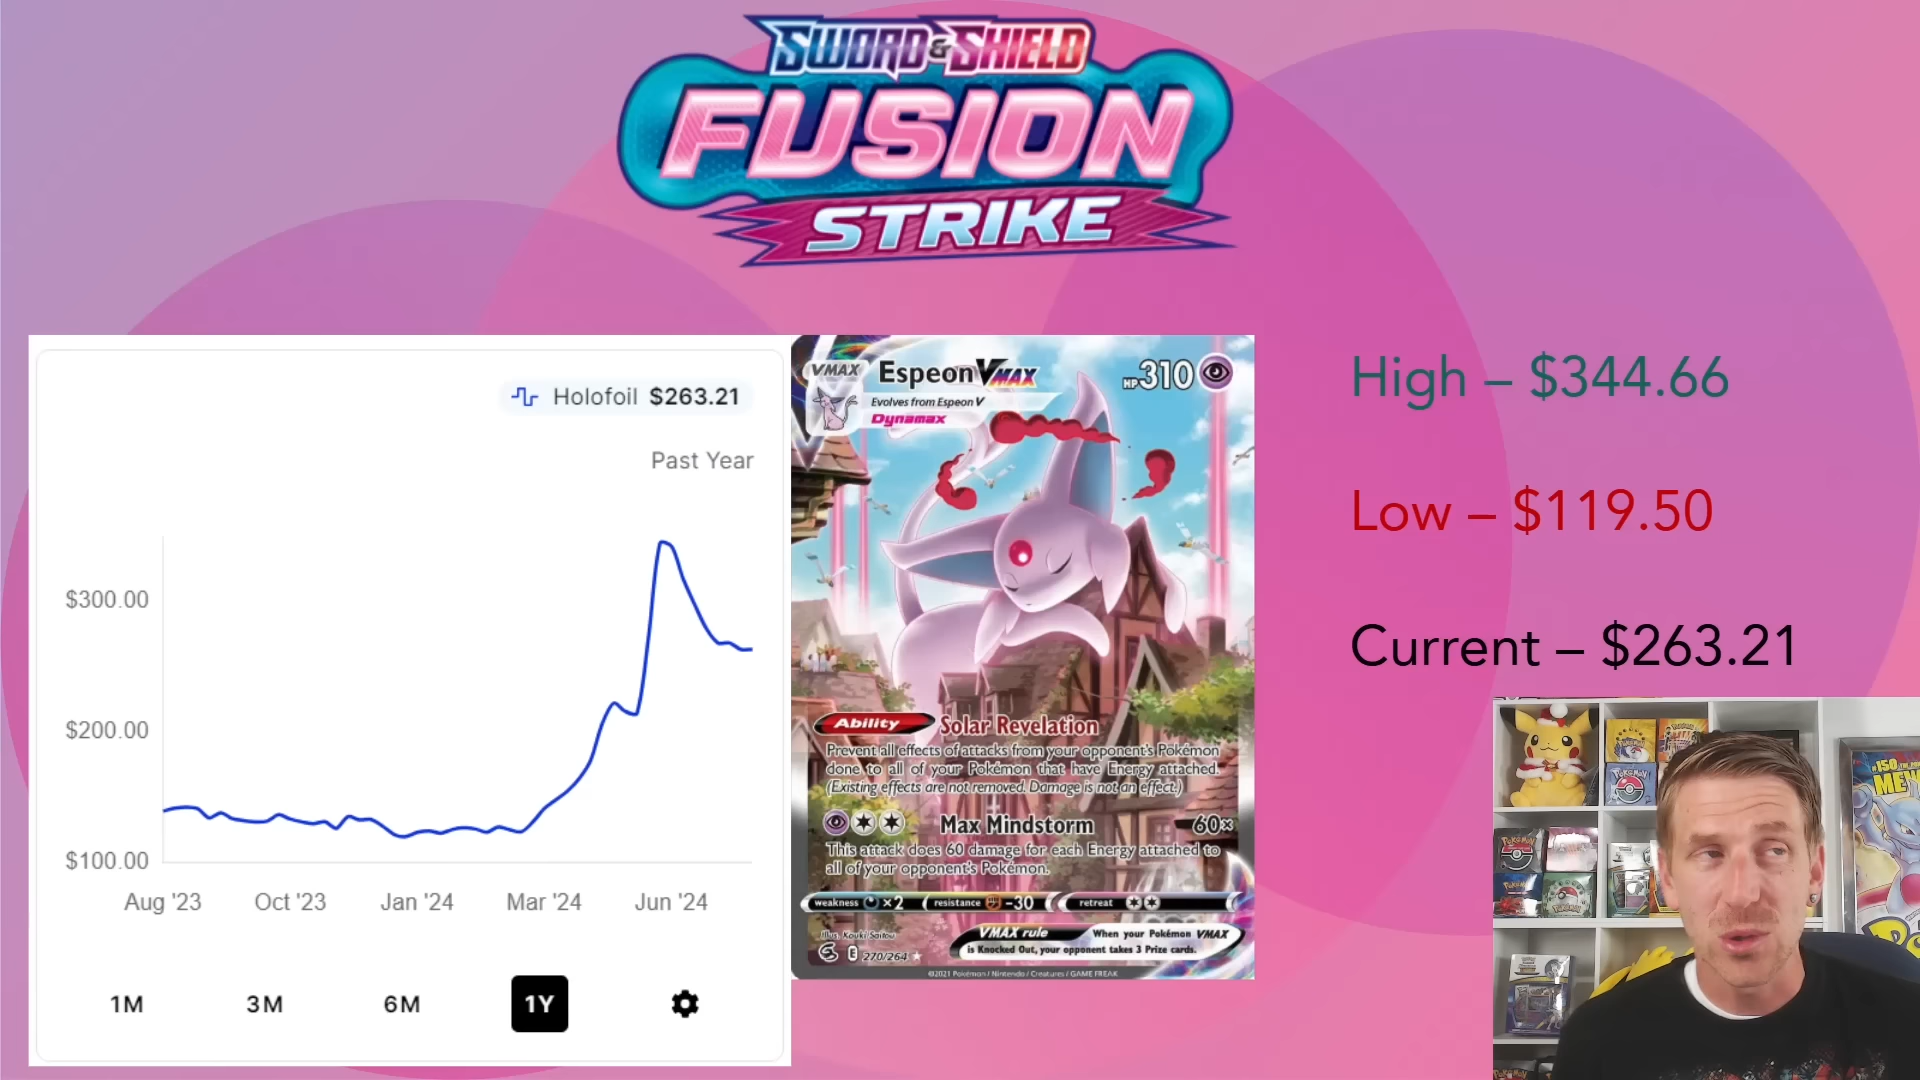 SWORD & SHIELD
FUSION
STRIKE
Holofoil $263.21
Past Year
$300.00
$200.00
$100.00
Aug '23
Oct '23
Jan '24
Mar '24
Jun '24
1M
3M
6M
1Y
VMAX
Espeon VMAX
HP 310
Evolves from Espeon V
Dynamax
Ability Solar Revelation
Prevent all effects of attacks from your opponent's Pokémon
done to all of your Pokémon that have Energy attached.
(Existing effects are not removed. Damage is not an effect.)
Max Mindstorm 60×
This attack does 60 damage for each Energy attached to
all of your opponent's Pokémon.
weakness ×2 resistance -30 retreat
Illus. Kouki Saitou
E 270/264
VMAX rule When your Pokémon VMAX
is Knocked Out, your opponent takes 3 Prize cards.
©2021 Pokémon / Nintendo / Creatures / GAME FREAK
High – $344.66
Low – $119.50
Current – $263.21
#150